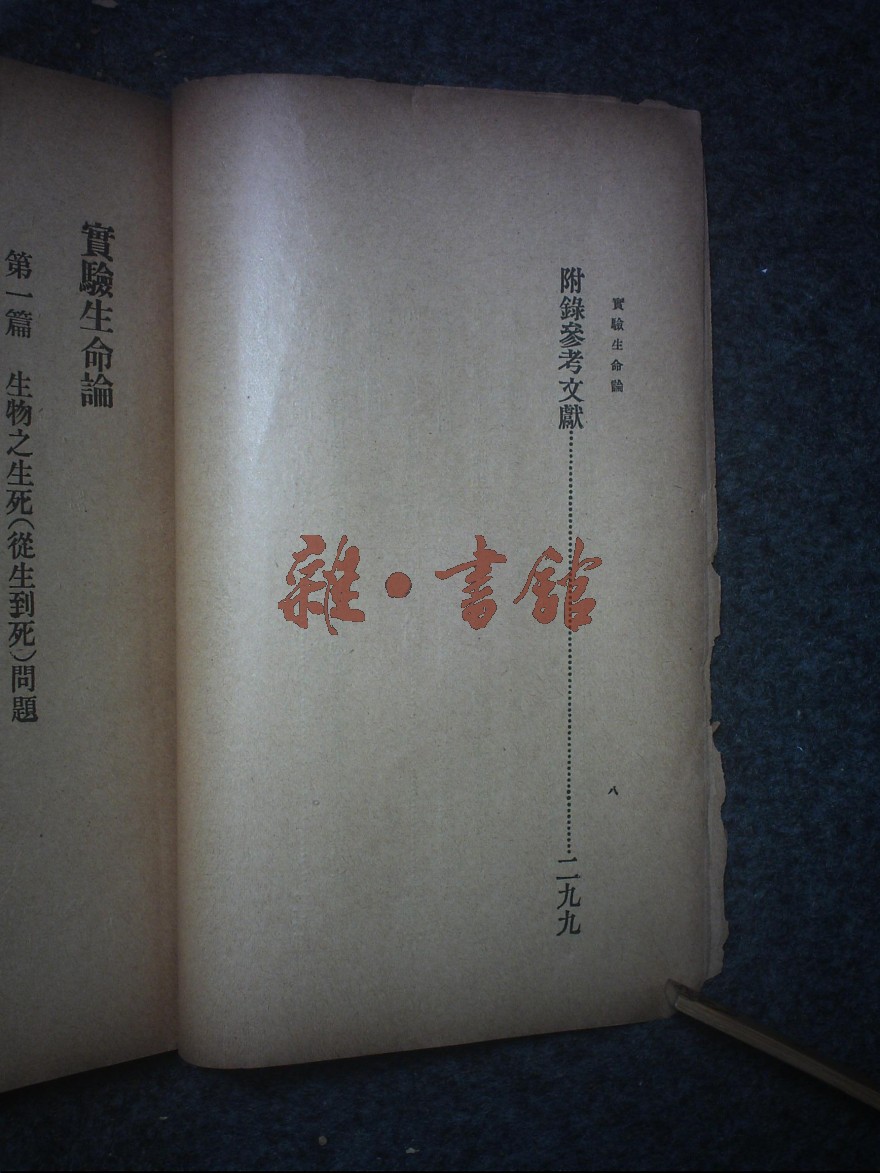 實驗生命論
附錄參考文獻……………………二九九
八
雜·書館
實驗生命論
第一篇 生物之生死(從生到死)問題